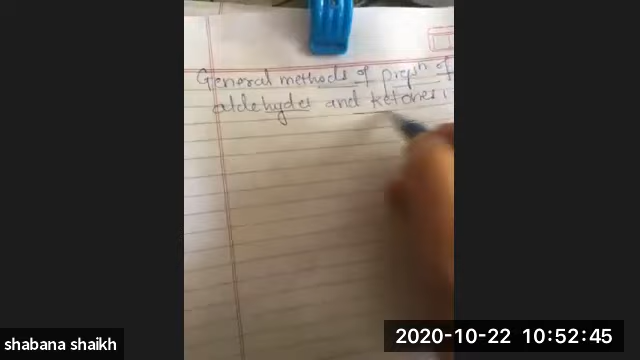 General methods of prepn of
aldehydes and ketones :
shabana shaikh
2020-10-22 10:52:45